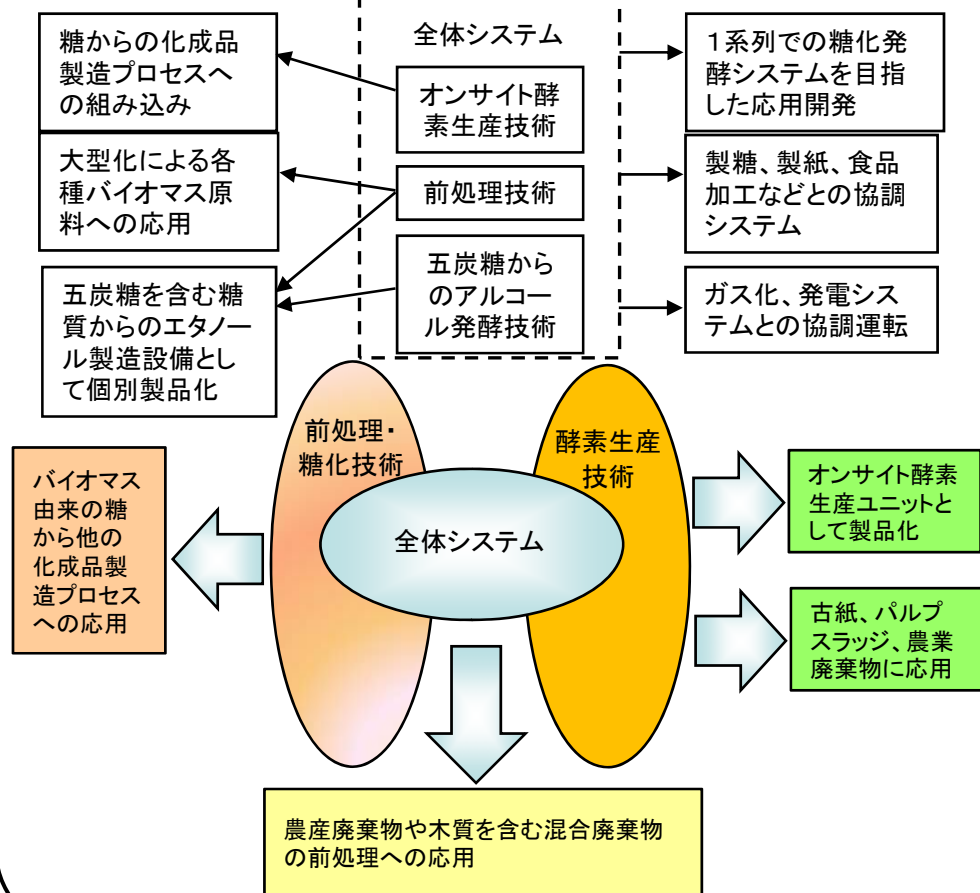 糖からの化成品
製造プロセスへ
の組み込み
大型化による各
種バイオマス原
料への応用
五炭糖を含む糖
質からのエタノー
ル製造設備とし
て個別製品化
全体システム
オンサイト酵
素生産技術
前処理技術
五炭糖から
のアルコー
ル発酵技術
１系列での糖化発
酵システムを目指
した応用開発
製糖、製紙、食品
加工などとの協調
システム
ガス化、発電シス
テムとの協調運転
前処理・
糖化技術
酵素生産
技術
全体システム
バイオマス
由来の糖
から他の
化成品製
造プロセス
への応用
オンサイト酵素
生産ユニットと
して製品化
古紙、パルプ
スラッジ、農業
廃棄物に応用
農産廃棄物や木質を含む混合廃棄物
の前処理への応用